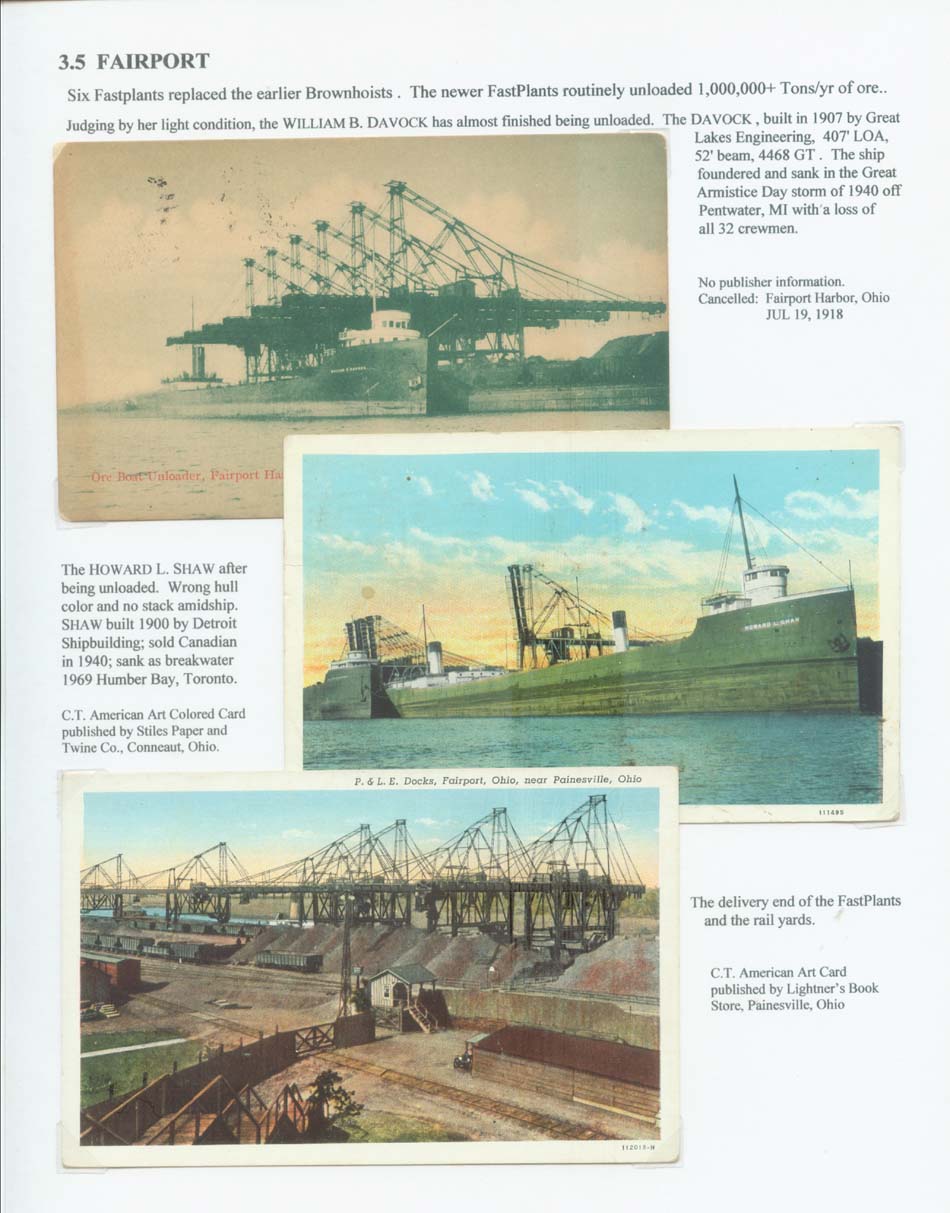 3.5 FAIRPORT
Six Fastplants replaced the earlier Brownhoists . The newer FastPlants routinely unloaded 1,000,000+ Tons/yr of ore..
Judging by her light condition, the WILLIAM B. DAVOCK has almost finished being unloaded. The DAVOCK , built in 1907 by Great
Lakes Engineering, 407' LOA,
52' beam, 4468 GT . The ship
foundered and sank in the Great
Armistice Day storm of 1940 off
Pentwater, MI with a loss of
all 32 crewmen.
No publisher information.
Cancelled: Fairport Harbor, Ohio
JUL 19, 1918
Ore Boat Unloader, Fairport Ha
The HOWARD L. SHAW after
being unloaded. Wrong hull
color and no stack amidship.
SHAW built 1900 by Detroit
Shipbuilding; sold Canadian
in 1940; sank as breakwater
1969 Humber Bay, Toronto.
C.T. American Art Colored Card
published by Stiles Paper and
Twine Co., Conneaut, Ohio.
HOWARD L. SHAW
111495
P. & L. E. Docks, Fairport, Ohio, near Painesville, Ohio
The delivery end of the FastPlants
and the rail yards.
C.T. American Art Card
published by Lightner's Book
Store, Painesville, Ohio
112015-N